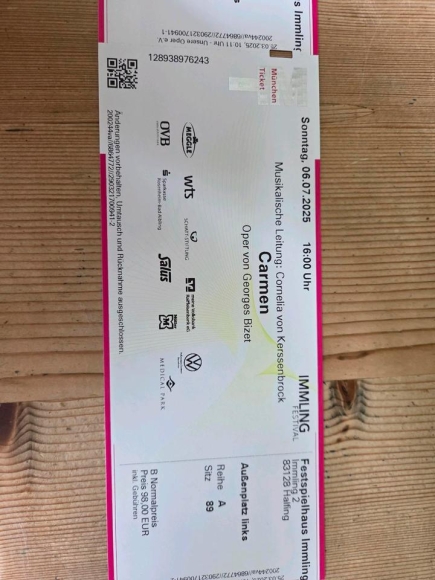 Sonntag, 06.07.2025 16:00 Uhr
Musikalische Leitung: Cornelia von Kerssenbrock
Carmen
Oper von Georges Bizet
IMMLING
FESTIVAL
München
Ticket
128938976243
MEGGLE
wts
OVB
Sparkasse
Salus
MEDICAL PARK
Änderungen vorbehalten, Umtausch und Rücknahme ausgeschlossen.
Festspielhaus Immling
Immling 2
83128 Halfing
Außenplatz links
Reihe A
Sitz 89
B Normalpreis
Preis 98,00 EUR
inkl. Gebühren
s Immling